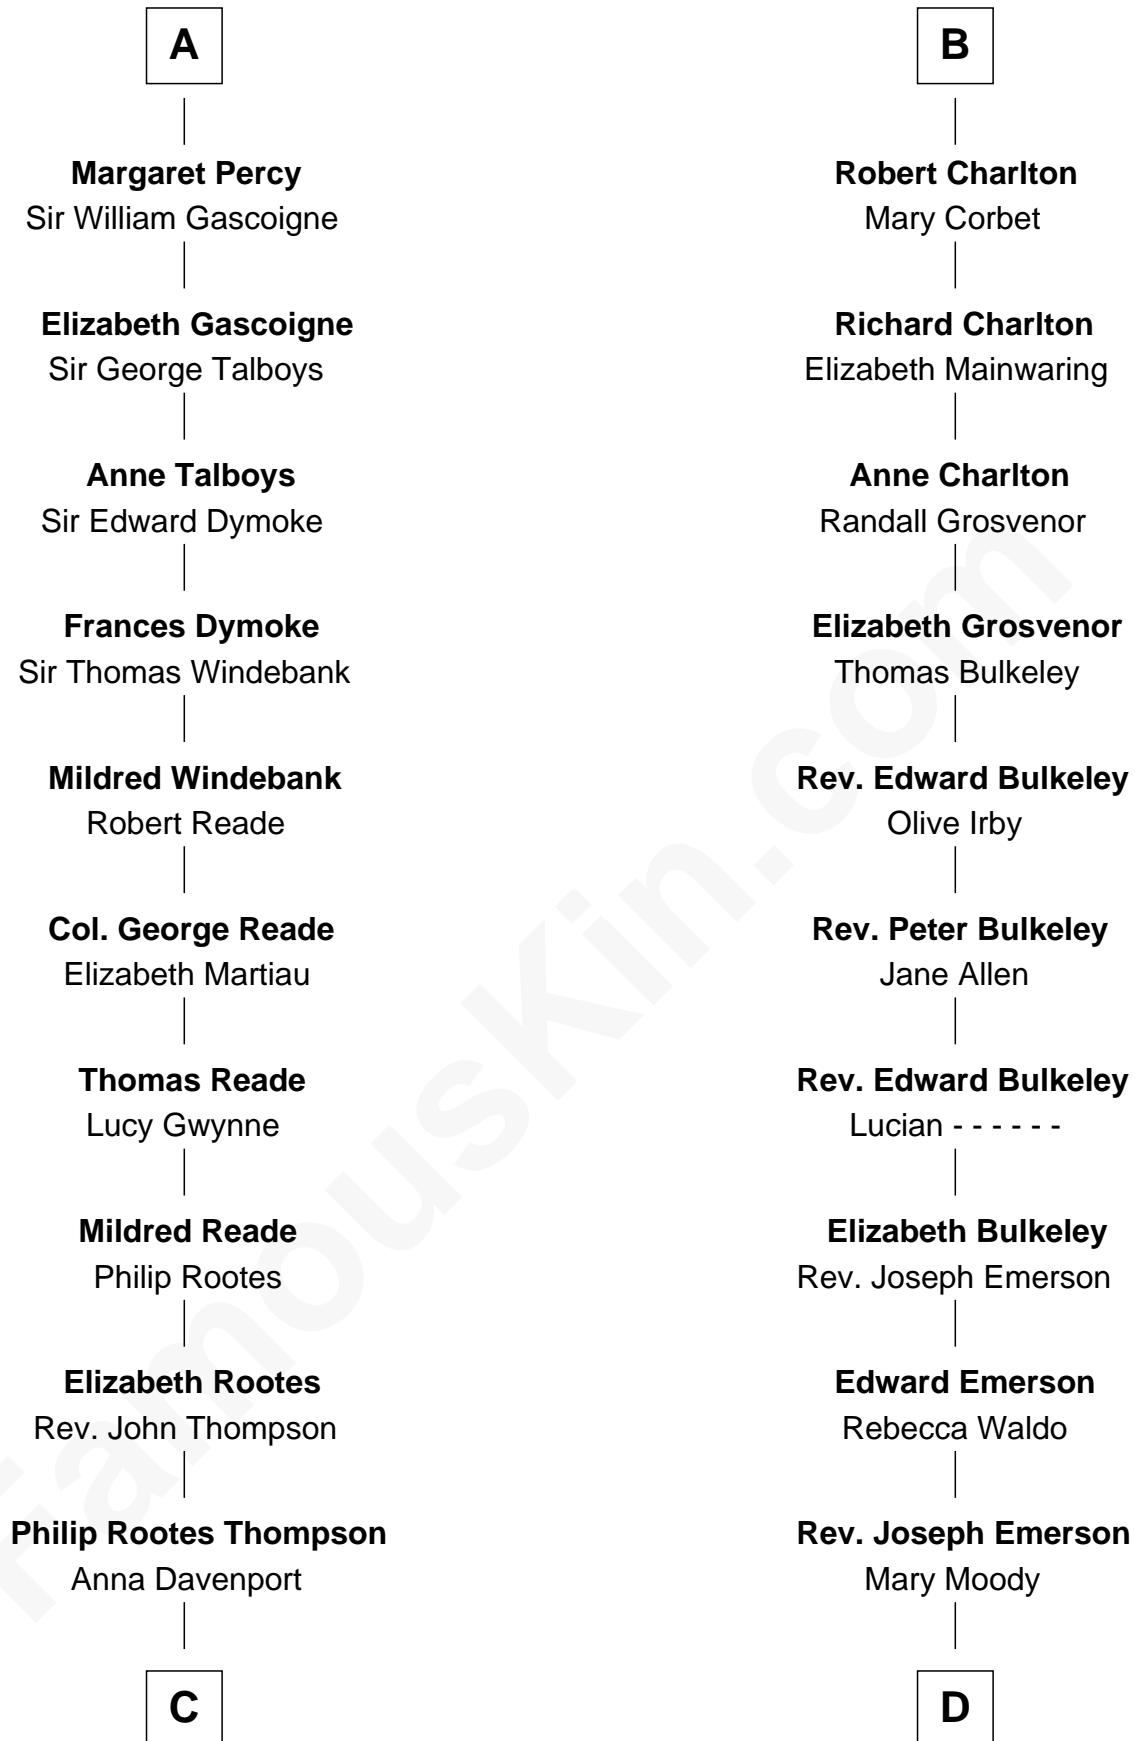 A
Margaret Percy
Sir William Gascoigne
Elizabeth Gascoigne
Sir George Talboys
Anne Talboys
Sir Edward Dymoke
Frances Dymoke
Sir Thomas Windebank
Mildred Windebank
Robert Reade
Col. George Reade
Elizabeth Martiau
Thomas Reade
Lucy Gwynne
Mildred Reade
Philip Rootes
Elizabeth Rootes
Rev. John Thompson
Philip Rootes Thompson
Anna Davenport
C
B
Robert Charlton
Mary Corbet
Richard Charlton
Elizabeth Mainwaring
Anne Charlton
Randall Grosvenor
Elizabeth Grosvenor
Thomas Bulkeley
Rev. Edward Bulkeley
Olive Irby
Rev. Peter Bulkeley
Jane Allen
Rev. Edward Bulkeley
Lucian - - - - - -
Elizabeth Bulkeley
Rev. Joseph Emerson
Edward Emerson
Rebecca Waldo
Rev. Joseph Emerson
Mary Moody
D
FamousKin.com